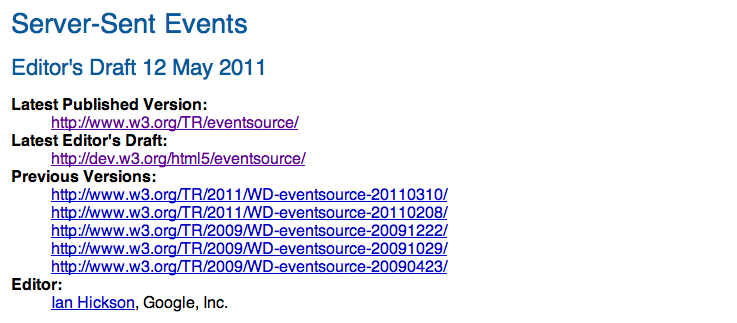 Server-Sent Events
Editor's Draft 12 May 2011
Latest Published Version:
http://www.w3.org/TR/eventsource/
Latest Editor's Draft:
http://dev.w3.org/html5/eventsource/
Previous Versions:
http://www.w3.org/TR/2011/WD-eventsource-20110310/
http://www.w3.org/TR/2011/WD-eventsource-20110208/
http://www.w3.org/TR/2009/WD-eventsource-20091222/
http://www.w3.org/TR/2009/WD-eventsource-20091029/
http://www.w3.org/TR/2009/WD-eventsource-20090423/
Editor:
Ian Hickson, Google, Inc.